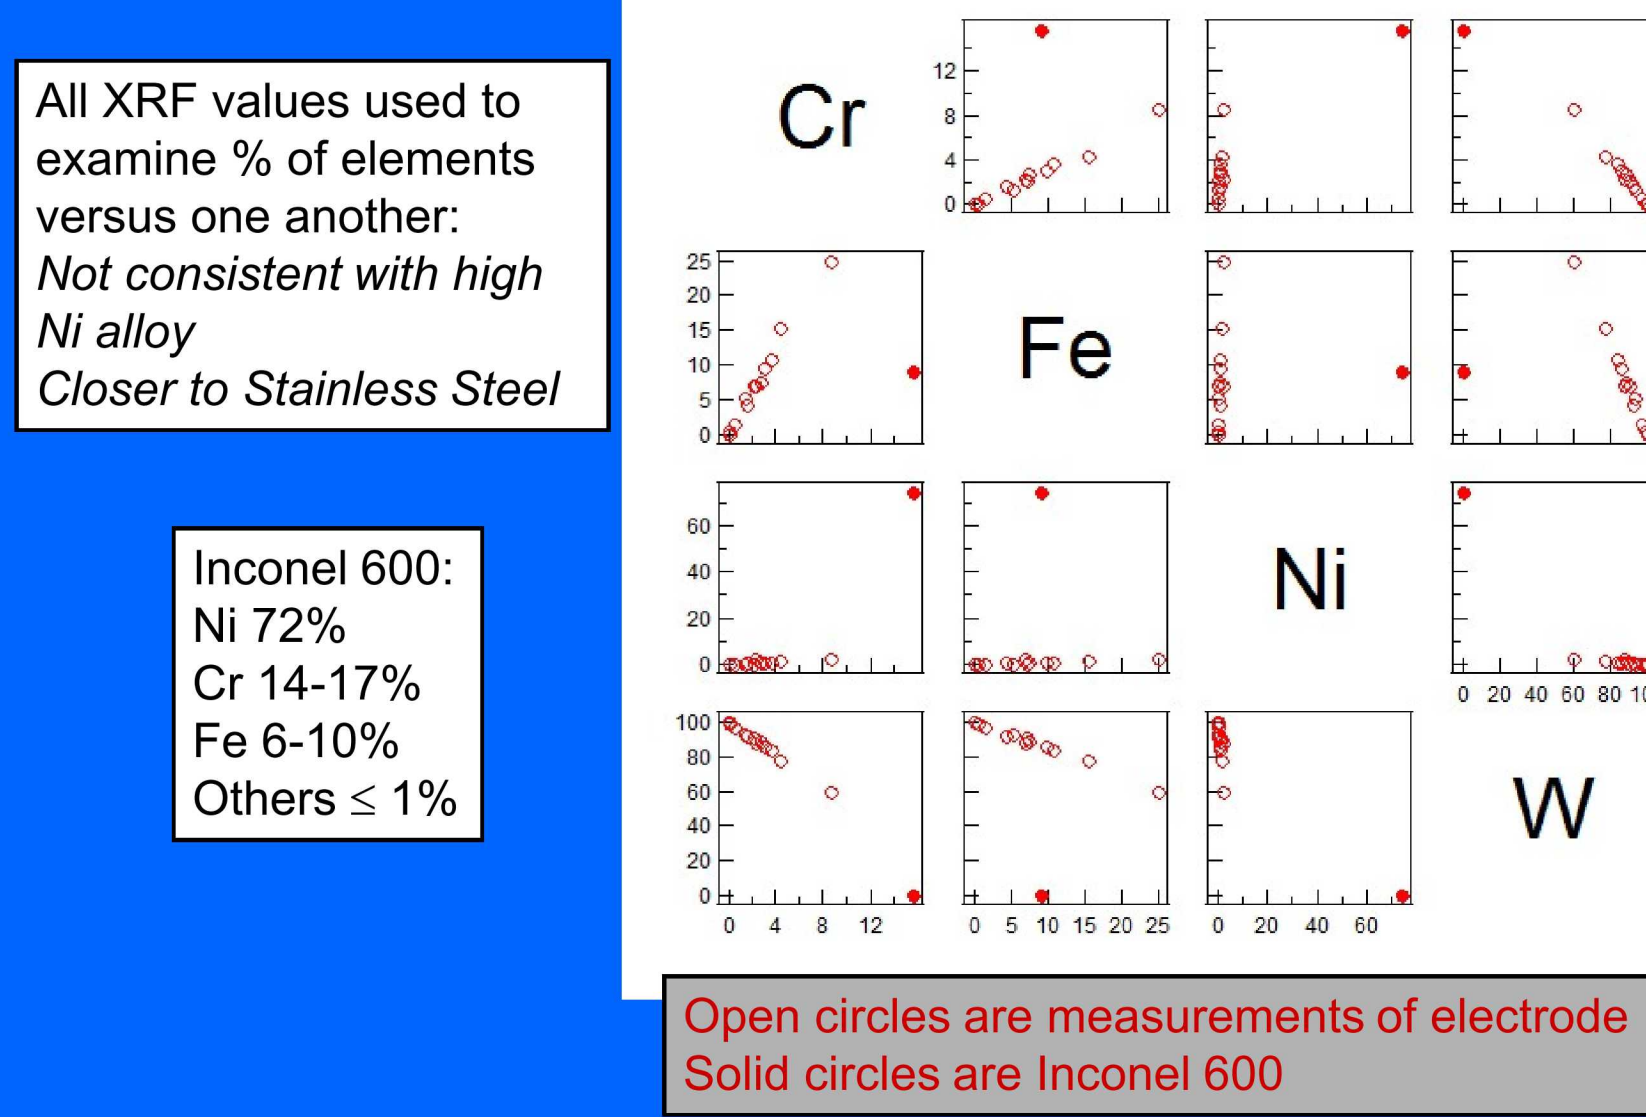 All XRF values used to
examine % of elements
versus one another:
Not consistent with high
Ni alloy
Closer to Stainless Steel
Inconel 600:
Ni 72%
Cr 14-17%
Fe 6-10%
Others ≤ 1%
Cr
12
8
4
0
25
20
15
10
5
0
Fe
60
40
20
0
Ni
0 20 40 60 80
100
80
60
40
20
0
W
0 4 8 12
0 5 10 15 20 25
0 20 40 60
Open circles are measurements of electrode
Solid circles are Inconel 600